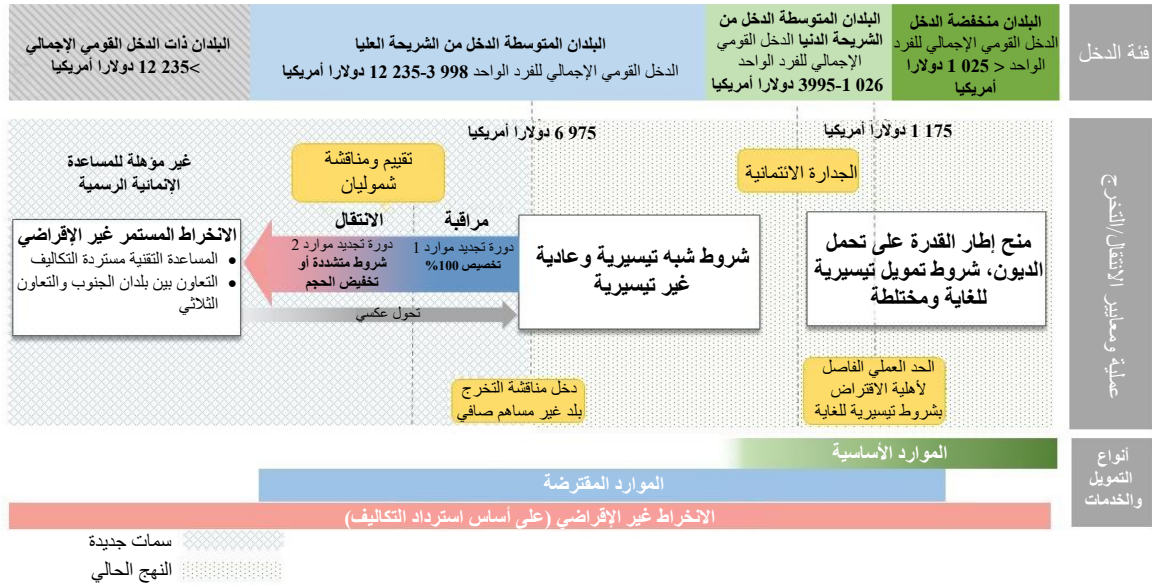 فئة الدخل
البلدان منخفضة الدخل
الدخل القومي الإجمالي للفرد
الواحد < 025 1 دولارا
أمريكيا
البلدان المتوسطة الدخل من
الشريحة الدنيا الدخل القومي
الإجمالي للفرد الواحد
026 1-3995 دولارا أمريكيا
البلدان المتوسطة الدخل من الشريحة العليا
الدخل القومي الإجمالي للفرد الواحد 998 3-235 12 دولارا أمريكيا
البلدان ذات الدخل القومي الإجمالي
>235 12 دولارا أمريكيا
عملية ومعايير الانتقال/التخرج
175 1 دولارا أمريكيا
975 6 دولارا أمريكيا
الجدارة الائتمانية
تقييم ومناقشة
شموليان
غير مؤهلة للمساعدة
الإنمائية الرسمية
منح إطار القدرة على تحمل
الديون، شروط تمويل تيسيرية
للغاية ومختلطة
شروط شبه تيسيرية وعادية
غير تيسيرية
مراقبة
دورة تجديد موارد 1
تخصيص 100%
الانتقال
دورة تجديد موارد 2
شروط متشددة أو
تخفيض الحجم
تحول عكسي
الانخراط المستمر غير الإقراضي
• المساعدة التقنية مستردة التكاليف
• التعاون بين بلدان الجنوب والتعاون
الثلاثي
الحد العملي الفاصل
لأهلية الاقتراض
بشروط تيسيرية للغاية
دخل مناقشة التخرج
بلد غير مساهم صافي
أنواع
التمويل
والخدمات
الموارد الأساسية
الموارد المقترضة
الانخراط غير الإقراضي (على أساس استرداد التكاليف)
سمات جديدة
النهج الحالي